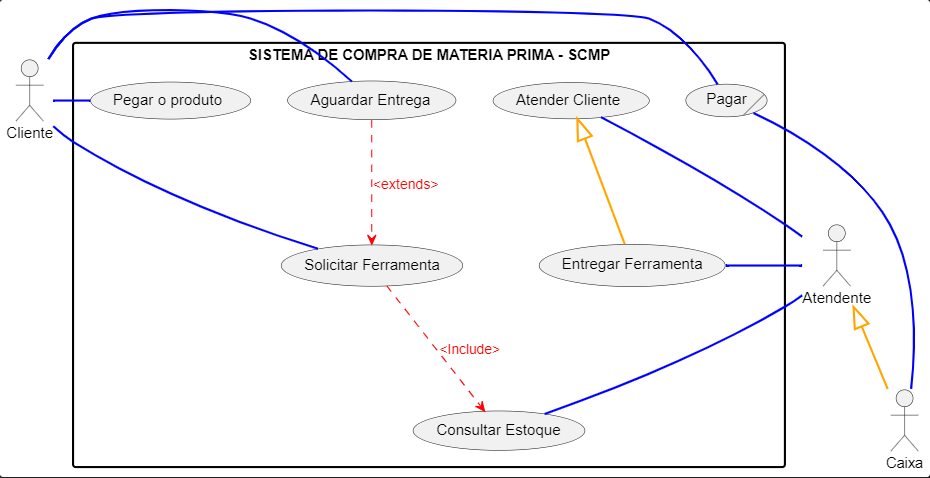 SISTEMA DE COMPRA DE MATERIA PRIMA - SCMP
Pegar o produto
Aguardar Entrega
Atender Cliente
Pagar
Cliente
<extends>
Solicitar Ferramenta
Entregar Ferramenta
Atendente
<Include>
Consultar Estoque
Caixa